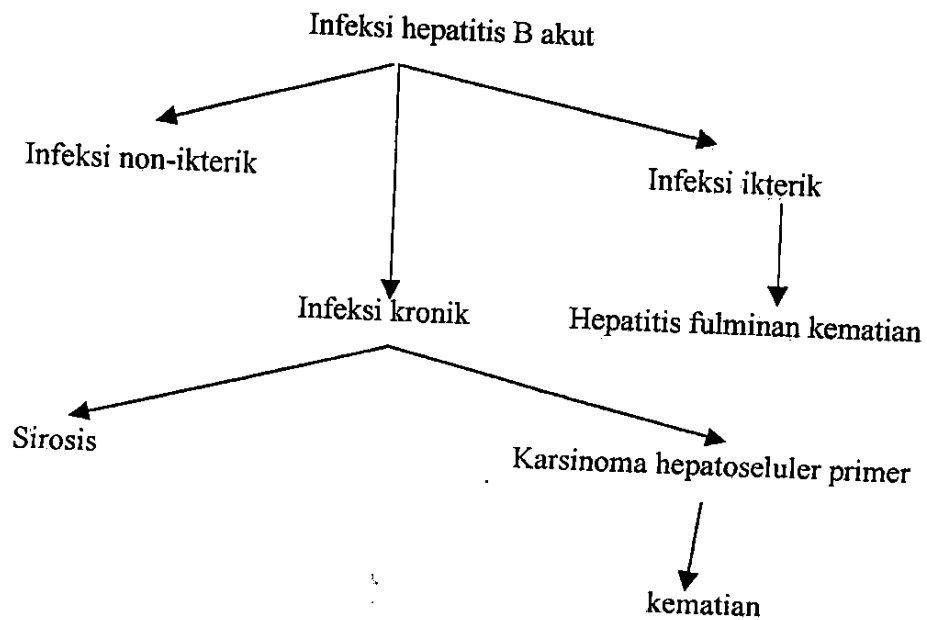 Infeksi hepatitis B akut
Infeksi non-ikterik
Infeksi ikterik
Infeksi kronik
Hepatitis fulminan kematian
Sirosis
Karsinoma hepatoseluler primer
kematian